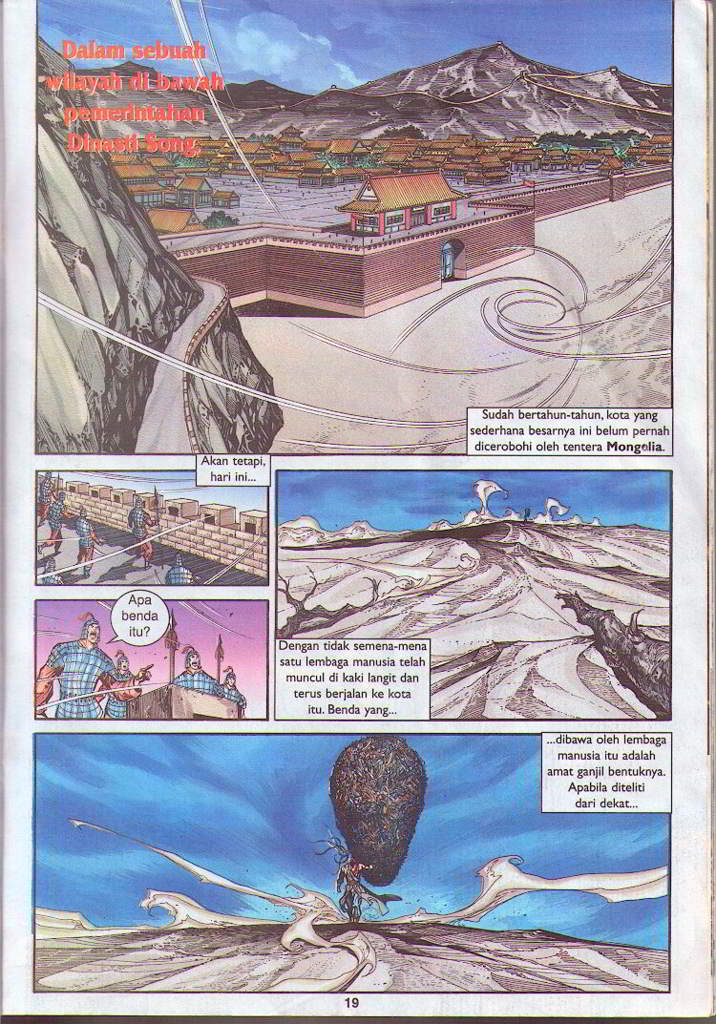 Dalam sebuah
wilayah di bawah
pemerintahan
Dinasti Song,
Sudah bertahun-tahun, kota yang
sederhana besarnya ini belum pernah
dicerobohi oleh tentera Mongolia.
Akan tetapi,
hari ini...
Apa
benda
itu?
Dengan tidak semena-mena
satu lembaga manusia telah
muncul di kaki langit dan
terus berjalan ke kota
itu. Benda yang...
...dibawa oleh lembaga
manusia itu adalah
amat ganjil bentuknya.
Apabila diteliti
dari dekat...
19